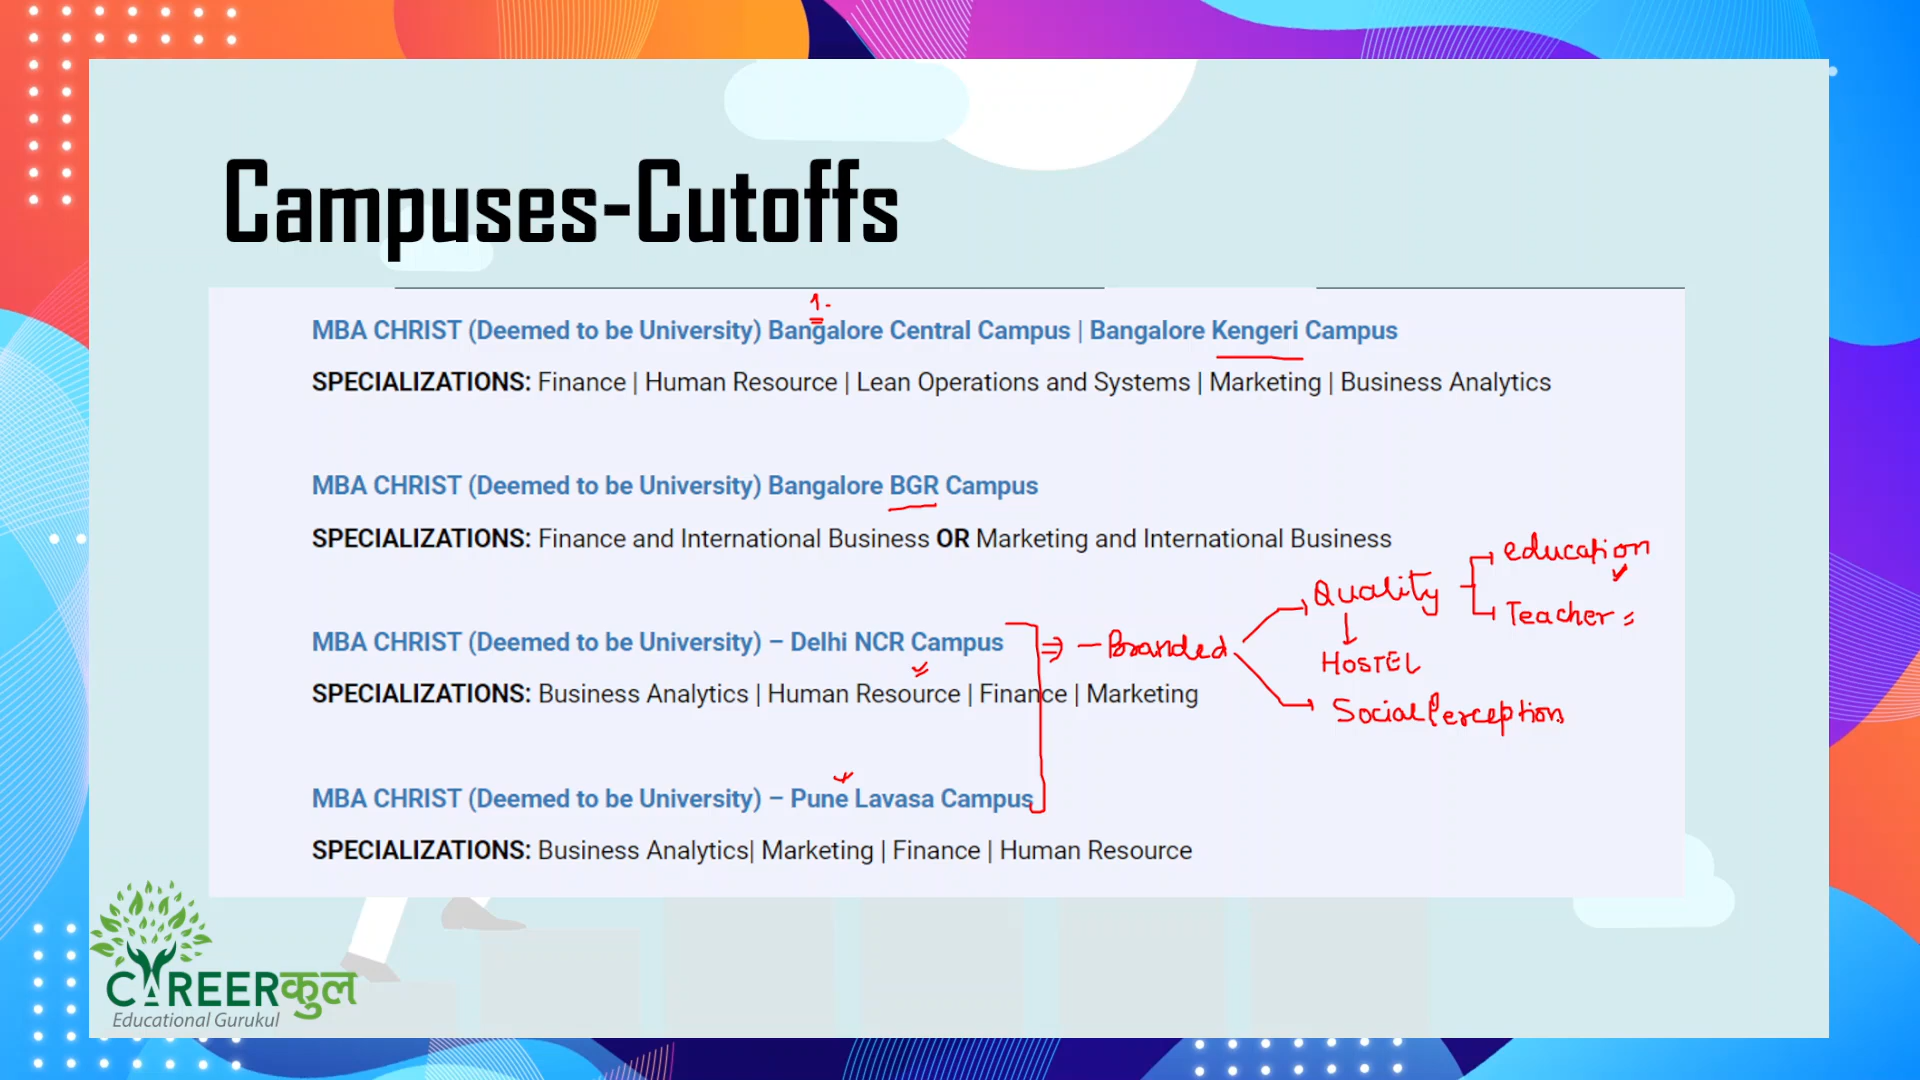 Campuses-Cutoffs
1.
MBA CHRIST (Deemed to be University) Bangalore Central Campus | Bangalore Kengeri Campus
SPECIALIZATIONS: Finance | Human Resource | Lean Operations and Systems | Marketing | Business Analytics
MBA CHRIST (Deemed to be University) Bangalore BGR Campus
SPECIALIZATIONS: Finance and International Business OR Marketing and International Business
MBA CHRIST (Deemed to be University) – Delhi NCR Campus
SPECIALIZATIONS: Business Analytics | Human Resource | Finance | Marketing
MBA CHRIST (Deemed to be University) – Pune Lavasa Campus
SPECIALIZATIONS: Business Analytics| Marketing | Finance | Human Resource
⇒ – Branded
Quality
education
Teacher
HOSTEL
Social Perception
CAREERकुल
Educational Gurukul